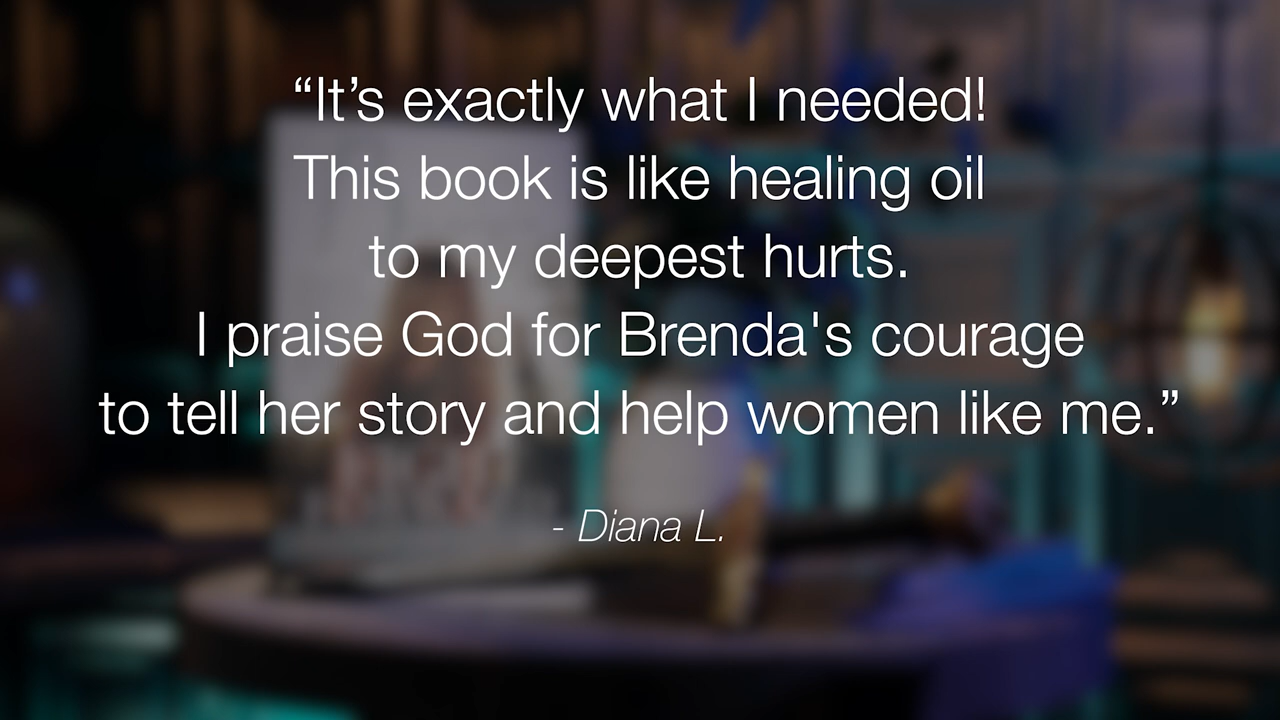 “It’s exactly what I needed!
This book is like healing oil
to my deepest hurts.
I praise God for Brenda's courage
to tell her story and help women like me.”
- Diana L.